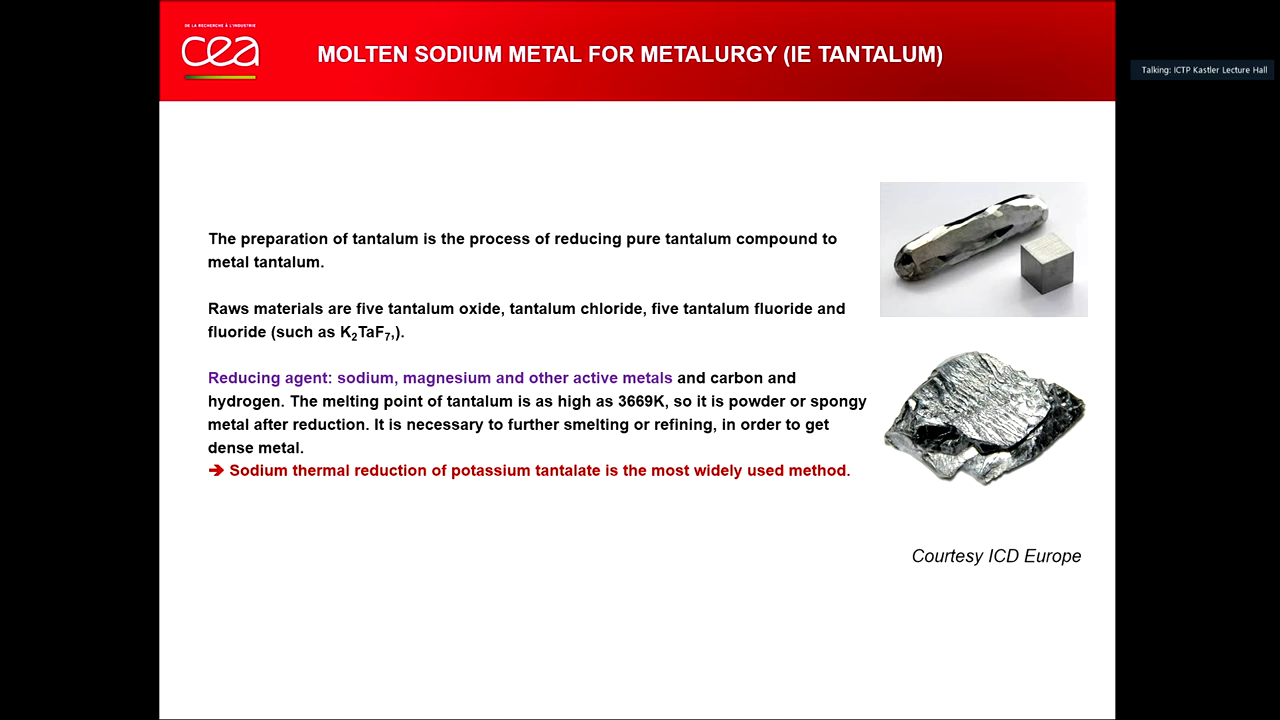 DE LA RECHERCHE À L'INDUSTRIE
cea
MOLTEN SODIUM METAL FOR METALURGY (IE TANTALUM)
Talking: ICTP Kastler Lecture Hall
The preparation of tantalum is the process of reducing pure tantalum compound to
metal tantalum.
Raws materials are five tantalum oxide, tantalum chloride, five tantalum fluoride and
fluoride (such as K₂TaF₇,).
Reducing agent: sodium, magnesium and other active metals and carbon and
hydrogen. The melting point of tantalum is as high as 3669K, so it is powder or spongy
metal after reduction. It is necessary to further smelting or refining, in order to get
dense metal.
➔ Sodium thermal reduction of potassium tantalate is the most widely used method.
Courtesy ICD Europe